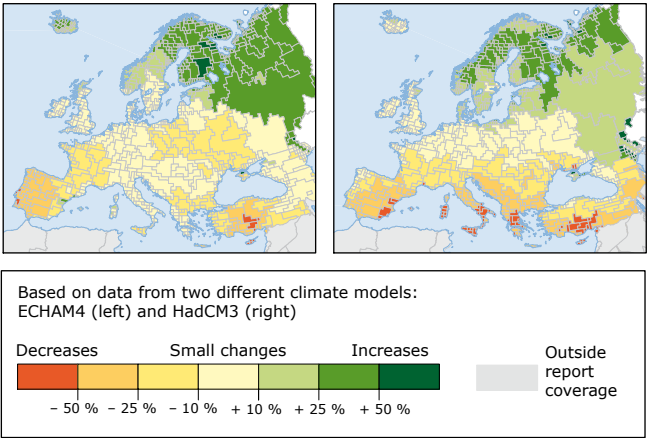 Based on data from two different climate models:
ECHAM4 (left) and HadCM3 (right)
Decreases Small changes Increases
– 50 % – 25 % – 10 % + 10 % + 25 % + 50 %
Outside
report
coverage